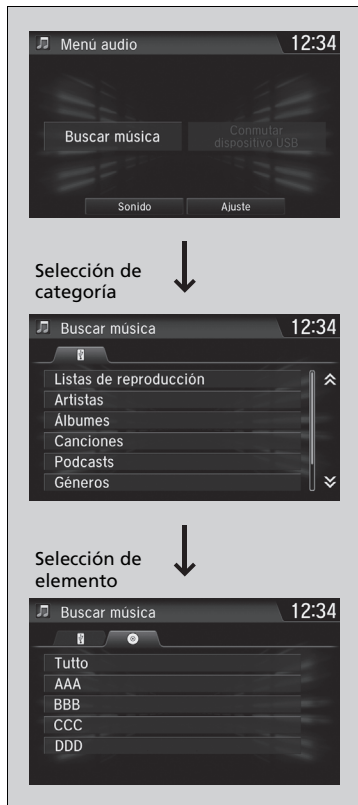 Menú audio 12:34
Buscar música
Conmutar
dispositivo USB
Sonido Ajuste
Selección de
categoría
Buscar música 12:34
Listas de reproducción
Artistas
Álbumes
Canciones
Podcasts
Géneros
Selección de
elemento
Buscar música 12:34
Tutto
AAA
BBB
CCC
DDD